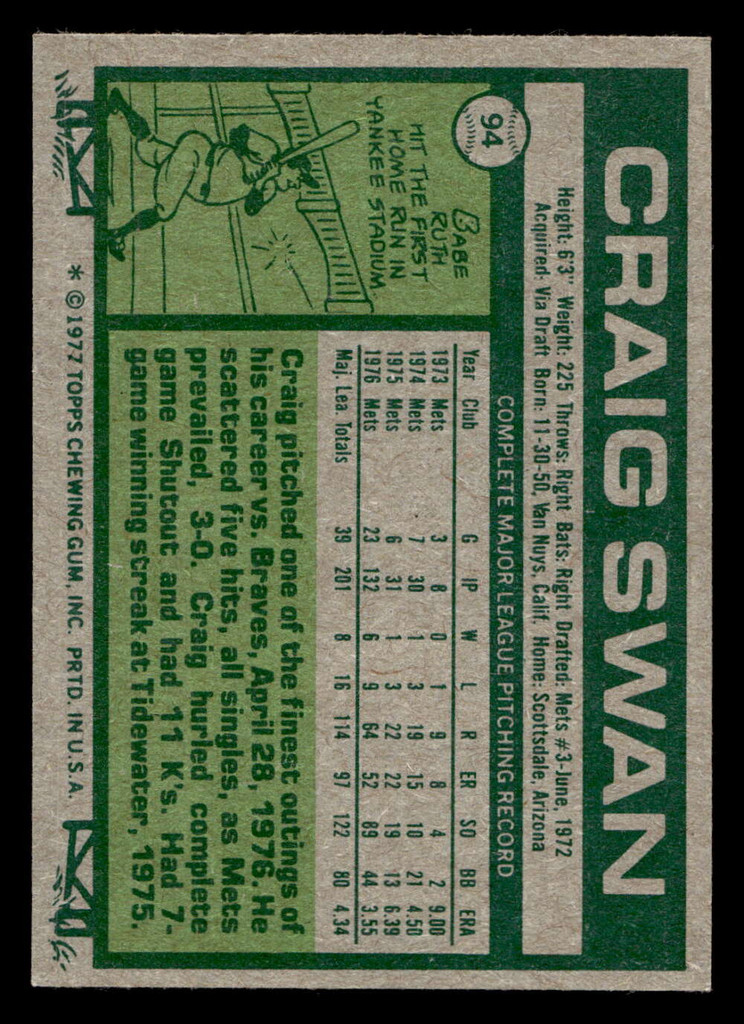 94
CRAIG SWAN
Height: 6'3" Weight: 225 Throws: Right Bats: Right Drafted: Mets #3-June, 1972
Acquired: Via Draft Born: 11-30-50, Van Nuys, Calif. Home: Scottsdale, Arizona
COMPLETE MAJOR LEAGUE PITCHING RECORD
Year Club G IP W L R ER SO BB ERA
1973 Mets 3 8 0 1 9 8 4 2 9.00
1974 Mets 7 30 1 3 19 15 10 21 4.50
1975 Mets 6 31 1 3 22 22 19 13 6.39
1976 Mets 23 132 6 9 64 52 89 44 3.55
Maj. Lea. Totals 39 201 8 16 114 97 122 80 4.34
BABE
RUTH
HIT THE FIRST
HOME RUN IN
YANKEE STADIUM
Craig pitched one of the finest outings of
his career vs. Braves, April 28, 1976. He
scattered five hits, all singles, as Mets
prevailed, 3-0. Craig hurled complete
game Shutout and had 11 K's. Had 7-
game winning streak at Tidewater, 1975.
* © 1977 TOPPS CHEWING GUM, INC. PRTD. IN U.S.A.